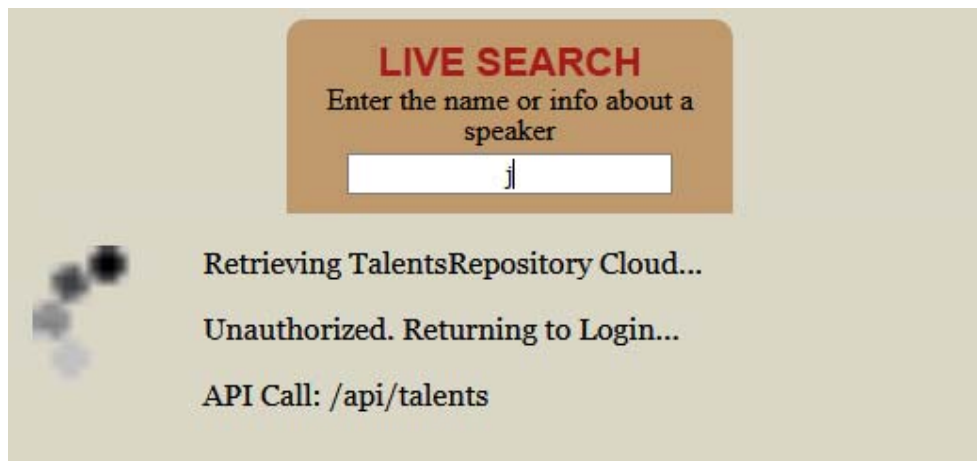 LIVE SEARCH
Enter the name or info about a
speaker
j
Retrieving TalentsRepository Cloud...
Unauthorized. Returning to Login...
API Call: /api/talents